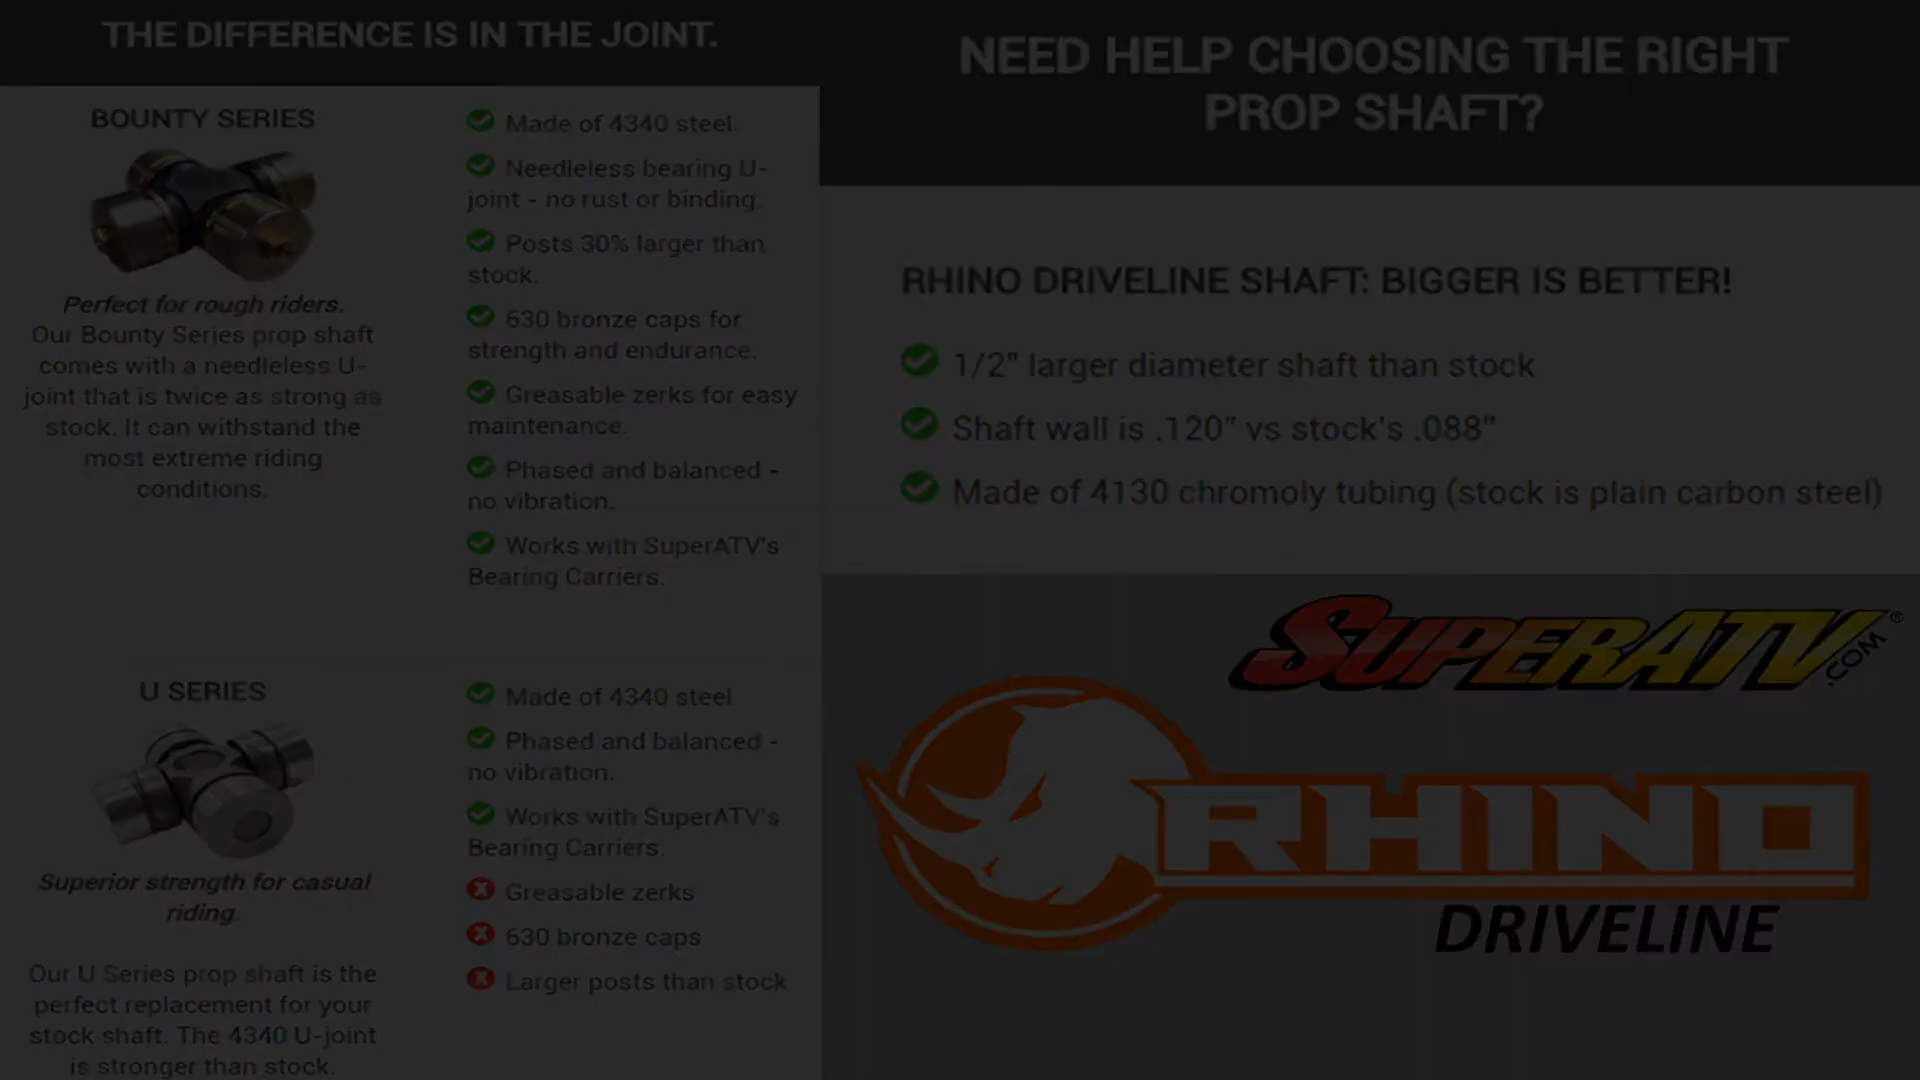 THE DIFFERENCE IS IN THE JOINT.
BOUNTY SERIES
Perfect for rough riders.
Our Bounty Series prop shaft
comes with a needleless U-
joint that is twice as strong as
stock. It can withstand the
most extreme riding
conditions.
Made of 4340 steel.
Needleless bearing U-
joint - no rust or binding.
Posts 30% larger than
stock.
630 bronze caps for
strength and endurance.
Greasable zerks for easy
maintenance.
Phased and balanced -
no vibration.
Works with SuperATV's
Bearing Carriers.
U SERIES
Superior strength for casual
riding.
Our U Series prop shaft is the
perfect replacement for your
stock shaft. The 4340 U-joint
is stronger than stock.
Made of 4340 steel
Phased and balanced -
no vibration.
Works with SuperATV's
Bearing Carriers.
Greasable zerks
630 bronze caps
Larger posts than stock
NEED HELP CHOOSING THE RIGHT
PROP SHAFT?
RHINO DRIVELINE SHAFT: BIGGER IS BETTER!
1/2" larger diameter shaft than stock
Shaft wall is .120" vs stock's .088"
Made of 4130 chromoly tubing (stock is plain carbon steel)
SUPERATV.COM®
RHINO
DRIVELINE